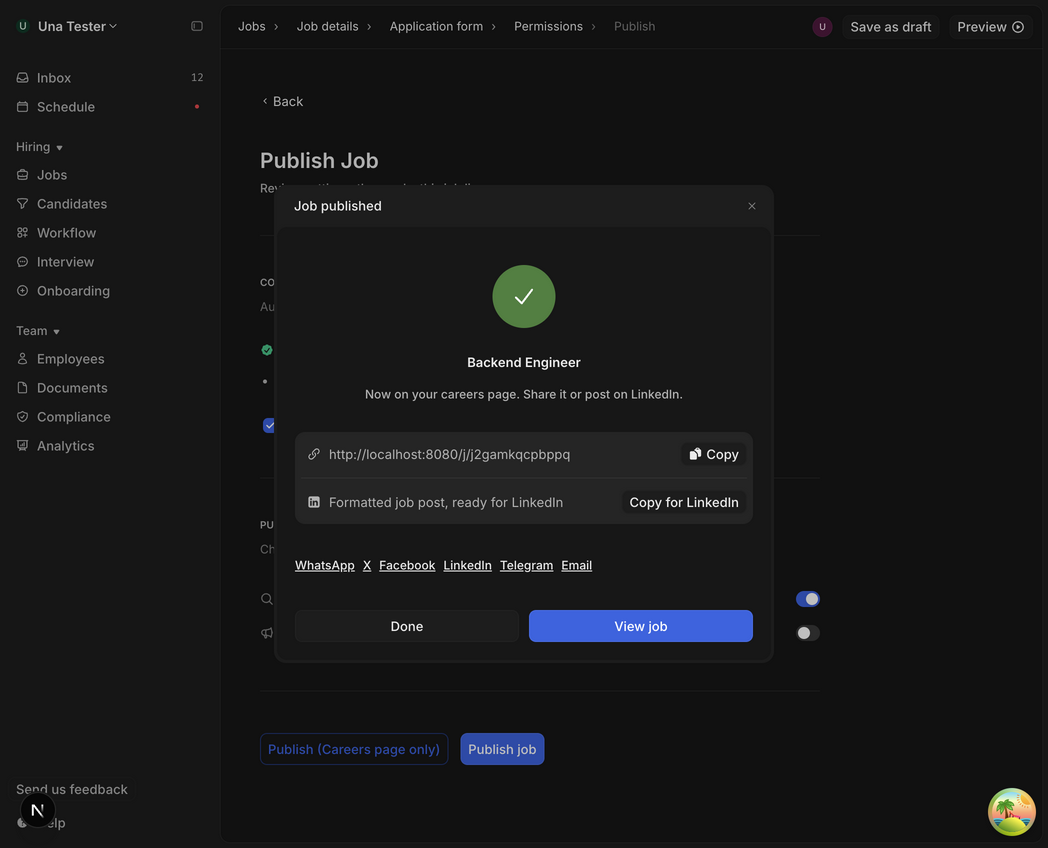 U Una Tester
Jobs › Job details › Application form › Permissions › Publish
U Save as draft Preview
Inbox 12
Schedule
Hiring
Jobs
Candidates
Workflow
Interview
Onboarding
Team
Employees
Documents
Compliance
Analytics
Send us feedback
N
‹ Back
Publish Job
Job published
Backend Engineer
Now on your careers page. Share it or post on LinkedIn.
http://localhost:8080/j/j2gamkqcpbppq Copy
in Formatted job post, ready for LinkedIn Copy for LinkedIn
WhatsApp X Facebook LinkedIn Telegram Email
Done View job
Publish (Careers page only) Publish job